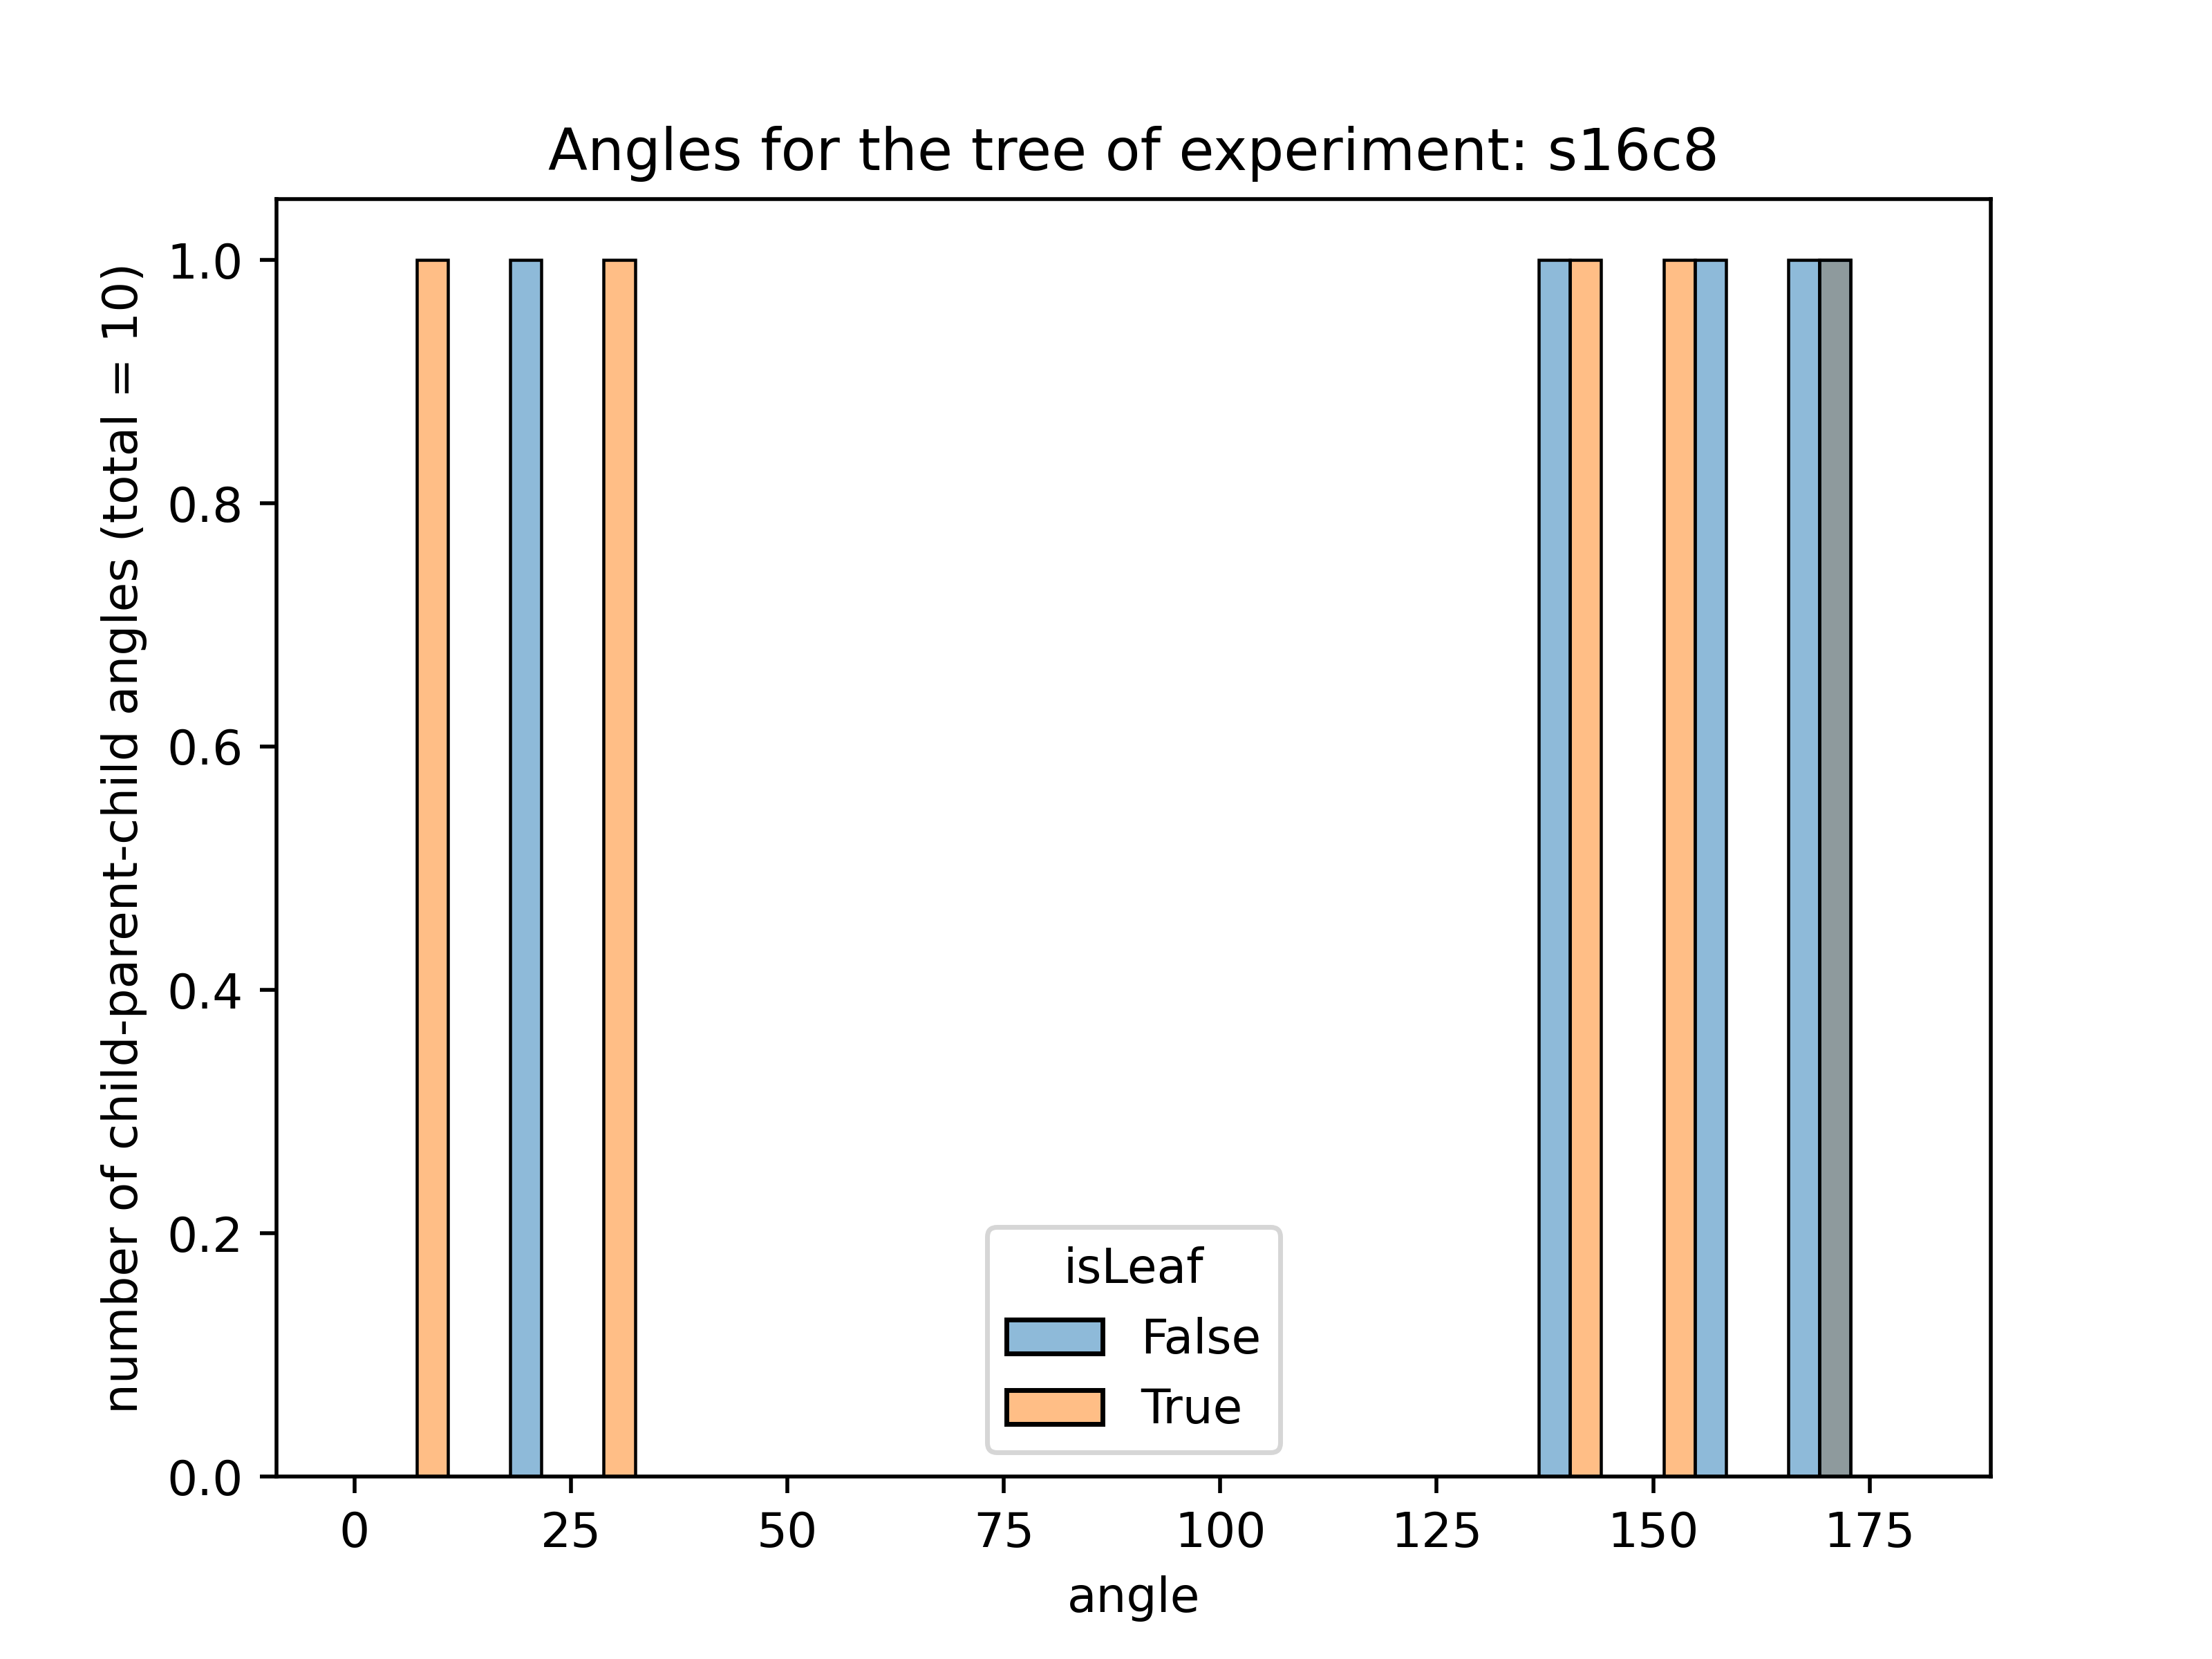 Angles for the tree of experiment: s16c8
number of child-parent-child angles (total = 10)
1.0
0.8
0.6
0.4
0.2
0.0
isLeaf
False
True
0 25 50 75 100 125 150 175
angle